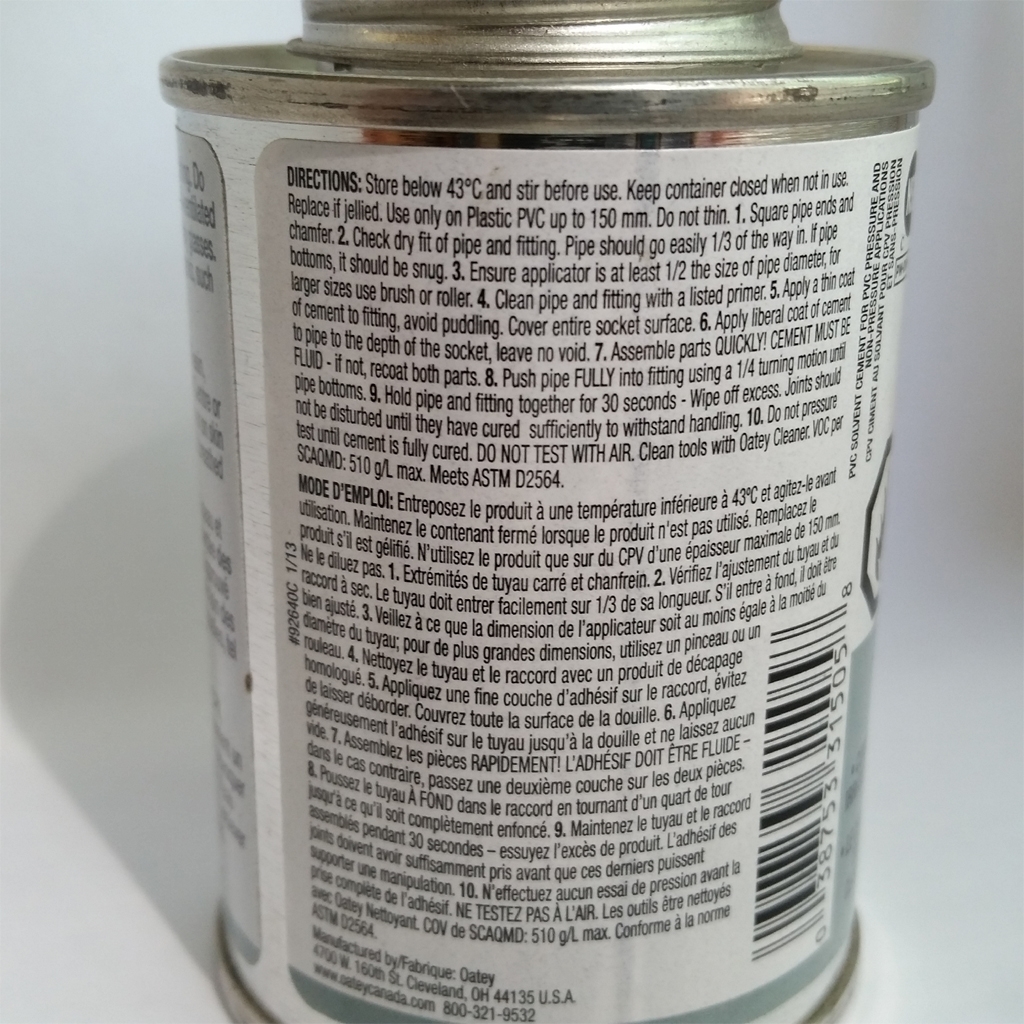 DIRECTIONS: Store below 43ºC and stir before use. Keep container closed when not in use.
Replace if jellied. Use only on Plastic PVC up to 150 mm. Do not thin. 1. Square pipe ends and
chamfer. 2. Check dry fit of pipe and fitting. Pipe should go easily 1/3 of the way in. If pipe
bottoms, it should be snug. 3. Ensure applicator is at least 1/2 the size of pipe diameter, for
larger sizes use brush or roller. 4. Clean pipe and fitting with a listed primer. 5. Apply a thin coat
of cement to fitting, avoid puddling. Cover entire socket surface. 6. Apply liberal coat of cement
to pipe to the depth of the socket, leave no void. 7. Assemble parts QUICKLY! CEMENT MUST BE
FLUID - if not, recoat both parts. 8. Push pipe FULLY into fitting using a 1/4 turning motion until
pipe bottoms. 9. Hold pipe and fitting together for 30 seconds - Wipe off excess. Joints should
not be disturbed until they have cured sufficiently to withstand handling. 10. Do not pressure
test until cement is fully cured. DO NOT TEST WITH AIR. Clean tools with Oatey Cleaner. VOC per
SCAQMD: 510 g/L max. Meets ASTM D2564.
MODE D'EMPLOI: Entreposez le produit à une température inférieure à 43ºC et agitez-le avant
utilisation. Maintenez le contenant fermé lorsque le produit n'est pas utilisé. Remplacez le
produit s'il est gélifié. N'utilisez le produit que sur du CPV d'une épaisseur maximale de 150 mm.
Ne le diluez pas. 1. Extrémités de tuyau carré et chanfrein. 2. Vérifiez l'ajustement du tuyau et du
raccord à sec. Le tuyau doit entrer facilement sur 1/3 de sa longueur. S'il entre à fond, il doit être
bien ajusté. 3. Veillez à ce que la dimension de l'applicateur soit au moins égale à la moitié du
diamètre du tuyau; pour de plus grandes dimensions, utilisez un pinceau ou un
rouleau. 4. Nettoyez le tuyau et le raccord avec un produit de décapage
homologué. 5. Appliquez une fine couche d'adhésif sur le raccord, évitez
de laisser déborder. Couvrez toute la surface de la douille. 6. Appliquez
généreusement l'adhésif sur le tuyau jusqu'à la douille et ne laissez aucun
vide. 7. Assemblez les pièces RAPIDEMENT! L'ADHÉSIF DOIT ÊTRE FLUIDE –
dans le cas contraire, passez une deuxième couche sur les deux pièces.
8. Poussez le tuyau À FOND dans le raccord en tournant d'un quart de tour
jusqu'à ce qu'il soit complètement enfoncé. 9. Maintenez le tuyau et le raccord
assemblés pendant 30 secondes – essuyez l'excès de produit. L'adhésif des
joints doivent avoir suffisamment pris avant que ces derniers puissent
supporter une manipulation. 10. N'effectuez aucun essai de pression avant la
prise complète de l'adhésif. NE TESTEZ PAS À L'AIR. Les outils être nettoyés
avec Oatey Nettoyant. COV de SCAQMD: 510 g/L max. Conforme à la norme
ASTM D2564.
Manufactured by/Fabrique: Oatey
4700 W. 160th St. Cleveland, OH 44135 U.S.A.
www.oateycanada.com 800-321-9532
#92640C 1/13
0 38753 31505 8
PVC SOLVENT CEMENT FOR PVC PRESSURE AND
NON-PRESSURE APPLICATIONS
CPV CIMENT AU SOLVANT POUR CPV PRESSION
ET SANS-PRESSION